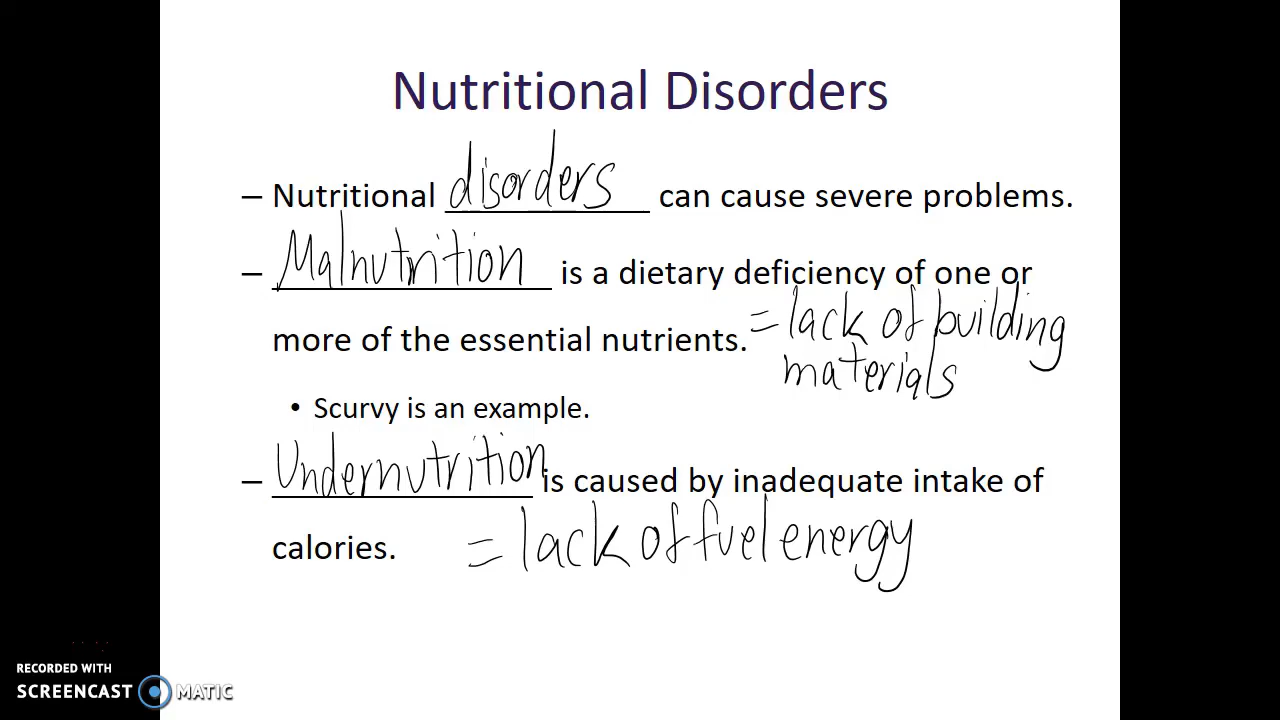 Nutritional Disorders
– Nutritional disorders can cause severe problems.
– Malnutrition is a dietary deficiency of one or
more of the essential nutrients. = lack of building
materials
• Scurvy is an example.
– Undernutrition is caused by inadequate intake of
calories. = lack of fuel energy
RECORDED WITH
SCREENCAST MATIC